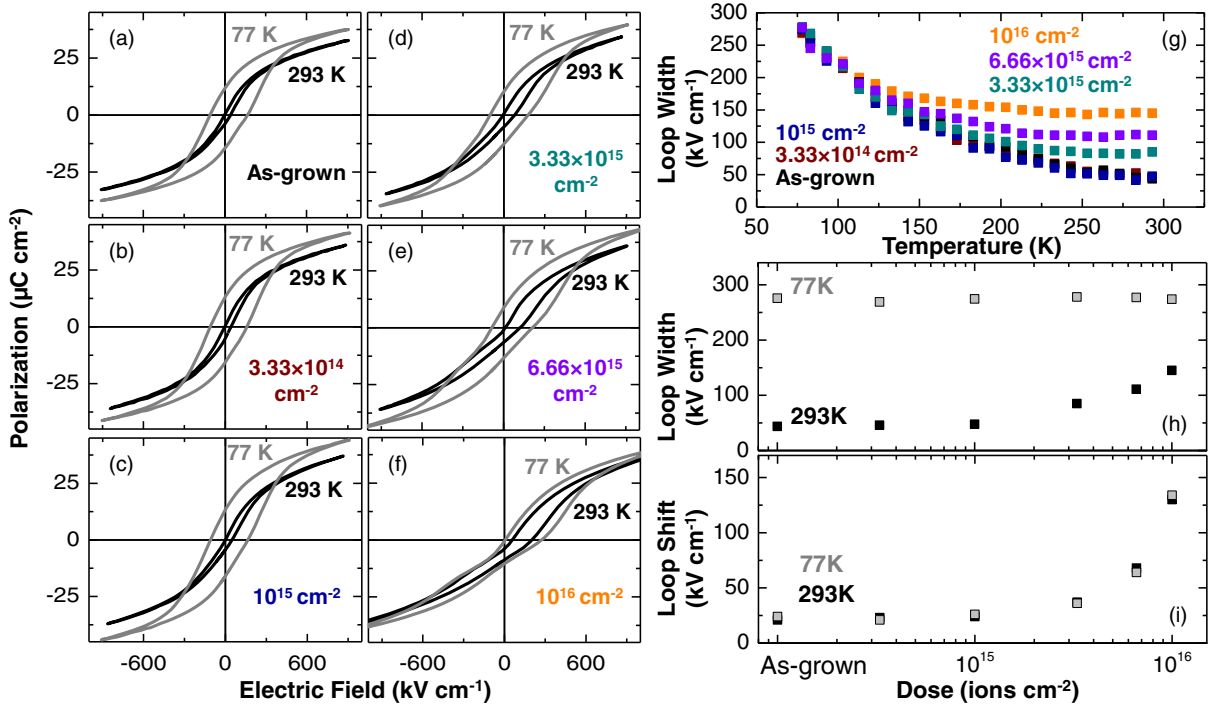 (a)
77 K
293 K
As-grown
25
0
-25
(b)
77 K
293 K
3.33×10¹⁴
cm⁻²
25
0
-25
(c)
77 K
293 K
10¹⁵ cm⁻²
25
0
-25
-600
0
600
(d)
77 K
293 K
3.33×10¹⁵
cm⁻²
(e)
77 K
293 K
6.66×10¹⁵
cm⁻²
(f)
77 K
293 K
10¹⁶ cm⁻²
-600
0
600
Polarization (µC cm⁻²)
Electric Field (kV cm⁻¹)
(g)
10¹⁶ cm⁻²
6.66×10¹⁵ cm⁻²
3.33×10¹⁵ cm⁻²
10¹⁵ cm⁻²
3.33×10¹⁴ cm⁻²
As-grown
Loop Width
(kV cm⁻¹)
300
250
200
150
100
50
0
50
75
100
125
150
175
200
225
250
275
300
Temperature (K)
77K
293K
(h)
Loop Width
(kV cm⁻¹)
300
200
100
0
77K
293K
(i)
Loop Shift
(kV cm⁻¹)
150
100
50
0
As-grown
10¹⁵
10¹⁶
Dose (ions cm⁻²)